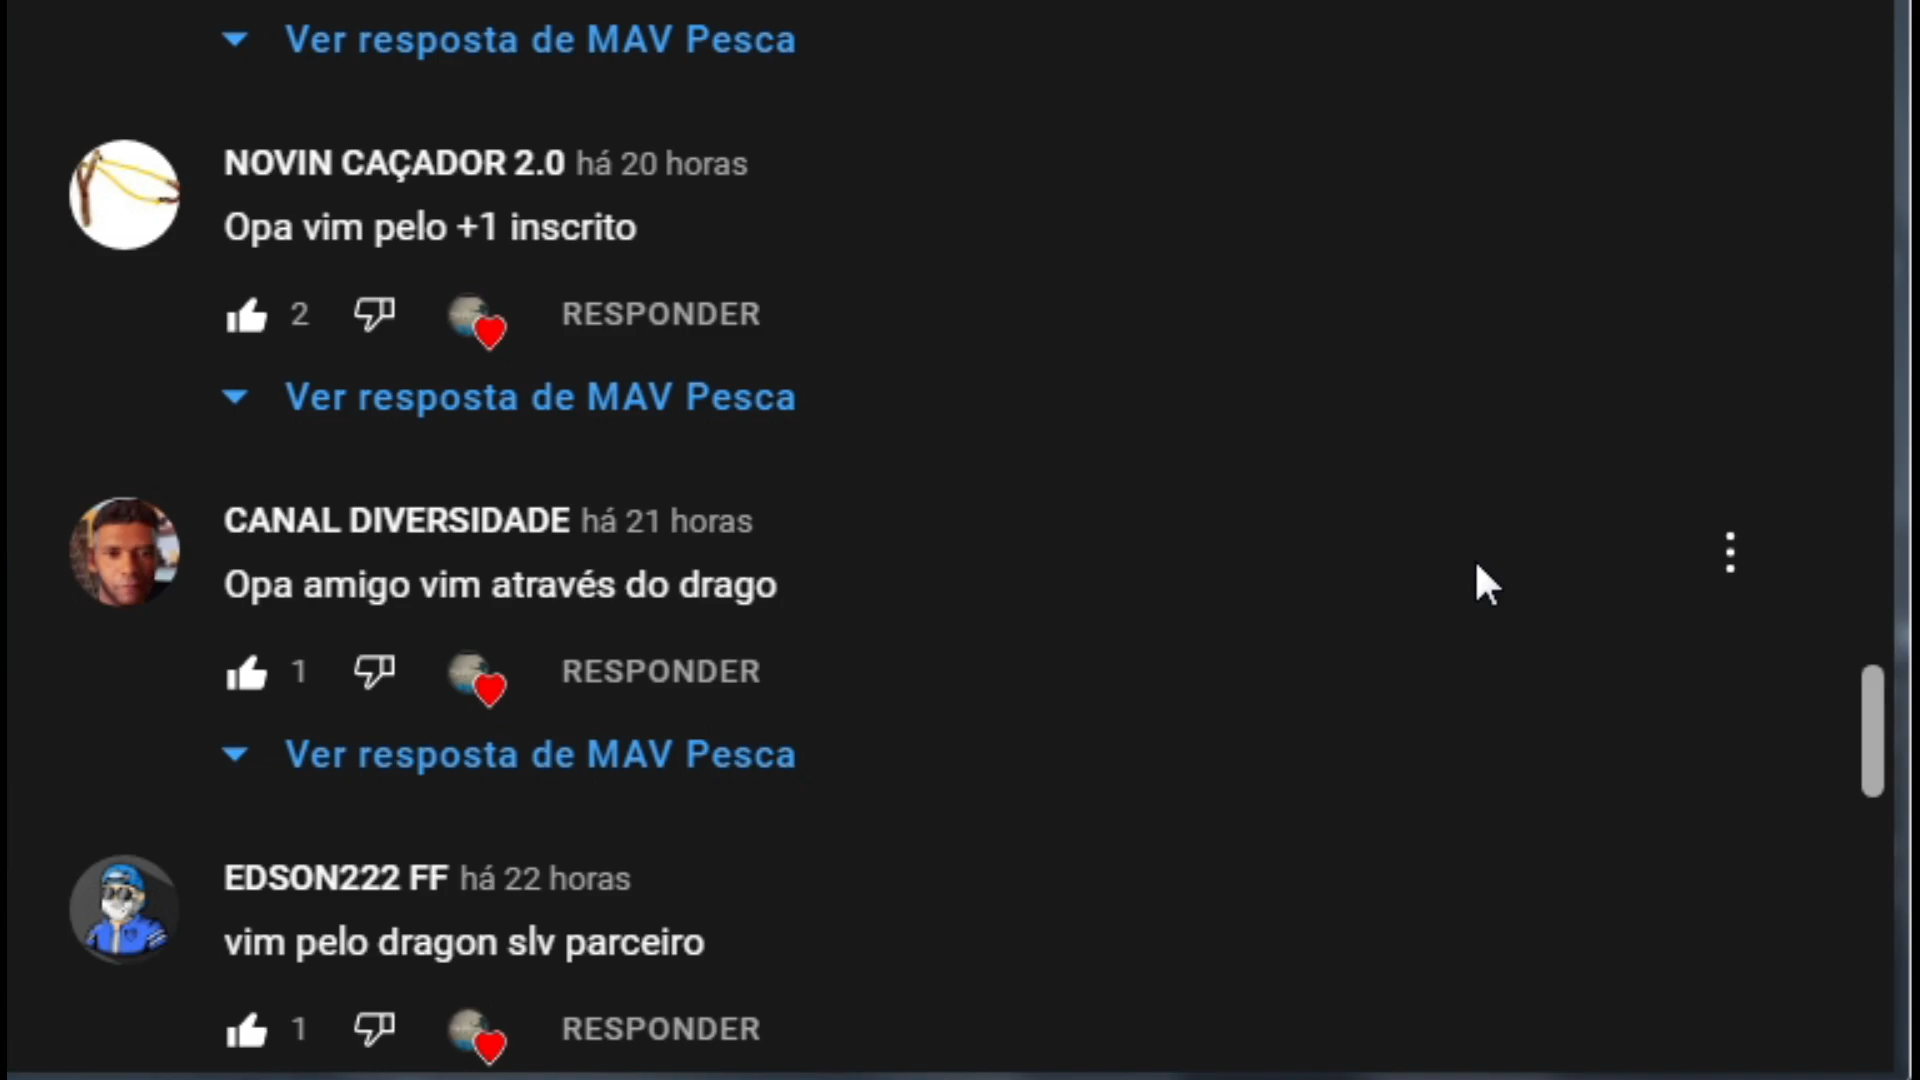 Ver resposta de MAV Pesca
NOVIN CAÇADOR 2.0 há 20 horas
Opa vim pelo +1 inscrito
2 RESPONDER
Ver resposta de MAV Pesca
CANAL DIVERSIDADE há 21 horas
Opa amigo vim através do drago
1 RESPONDER
Ver resposta de MAV Pesca
EDSON222 FF há 22 horas
vim pelo dragon slv parceiro
1 RESPONDER